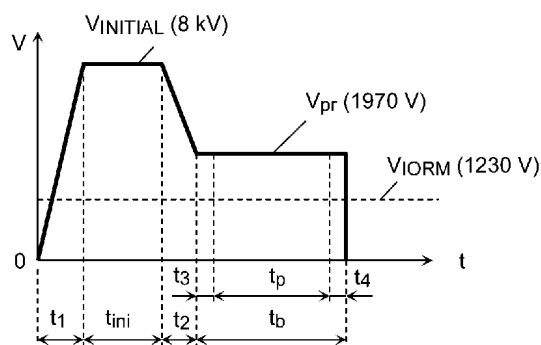 VINITIAL (8 kV)
V
Vpr (1970 V)
VIORM (1230 V)
0
t
t3
tp
t4
t1
tini
t2
tb